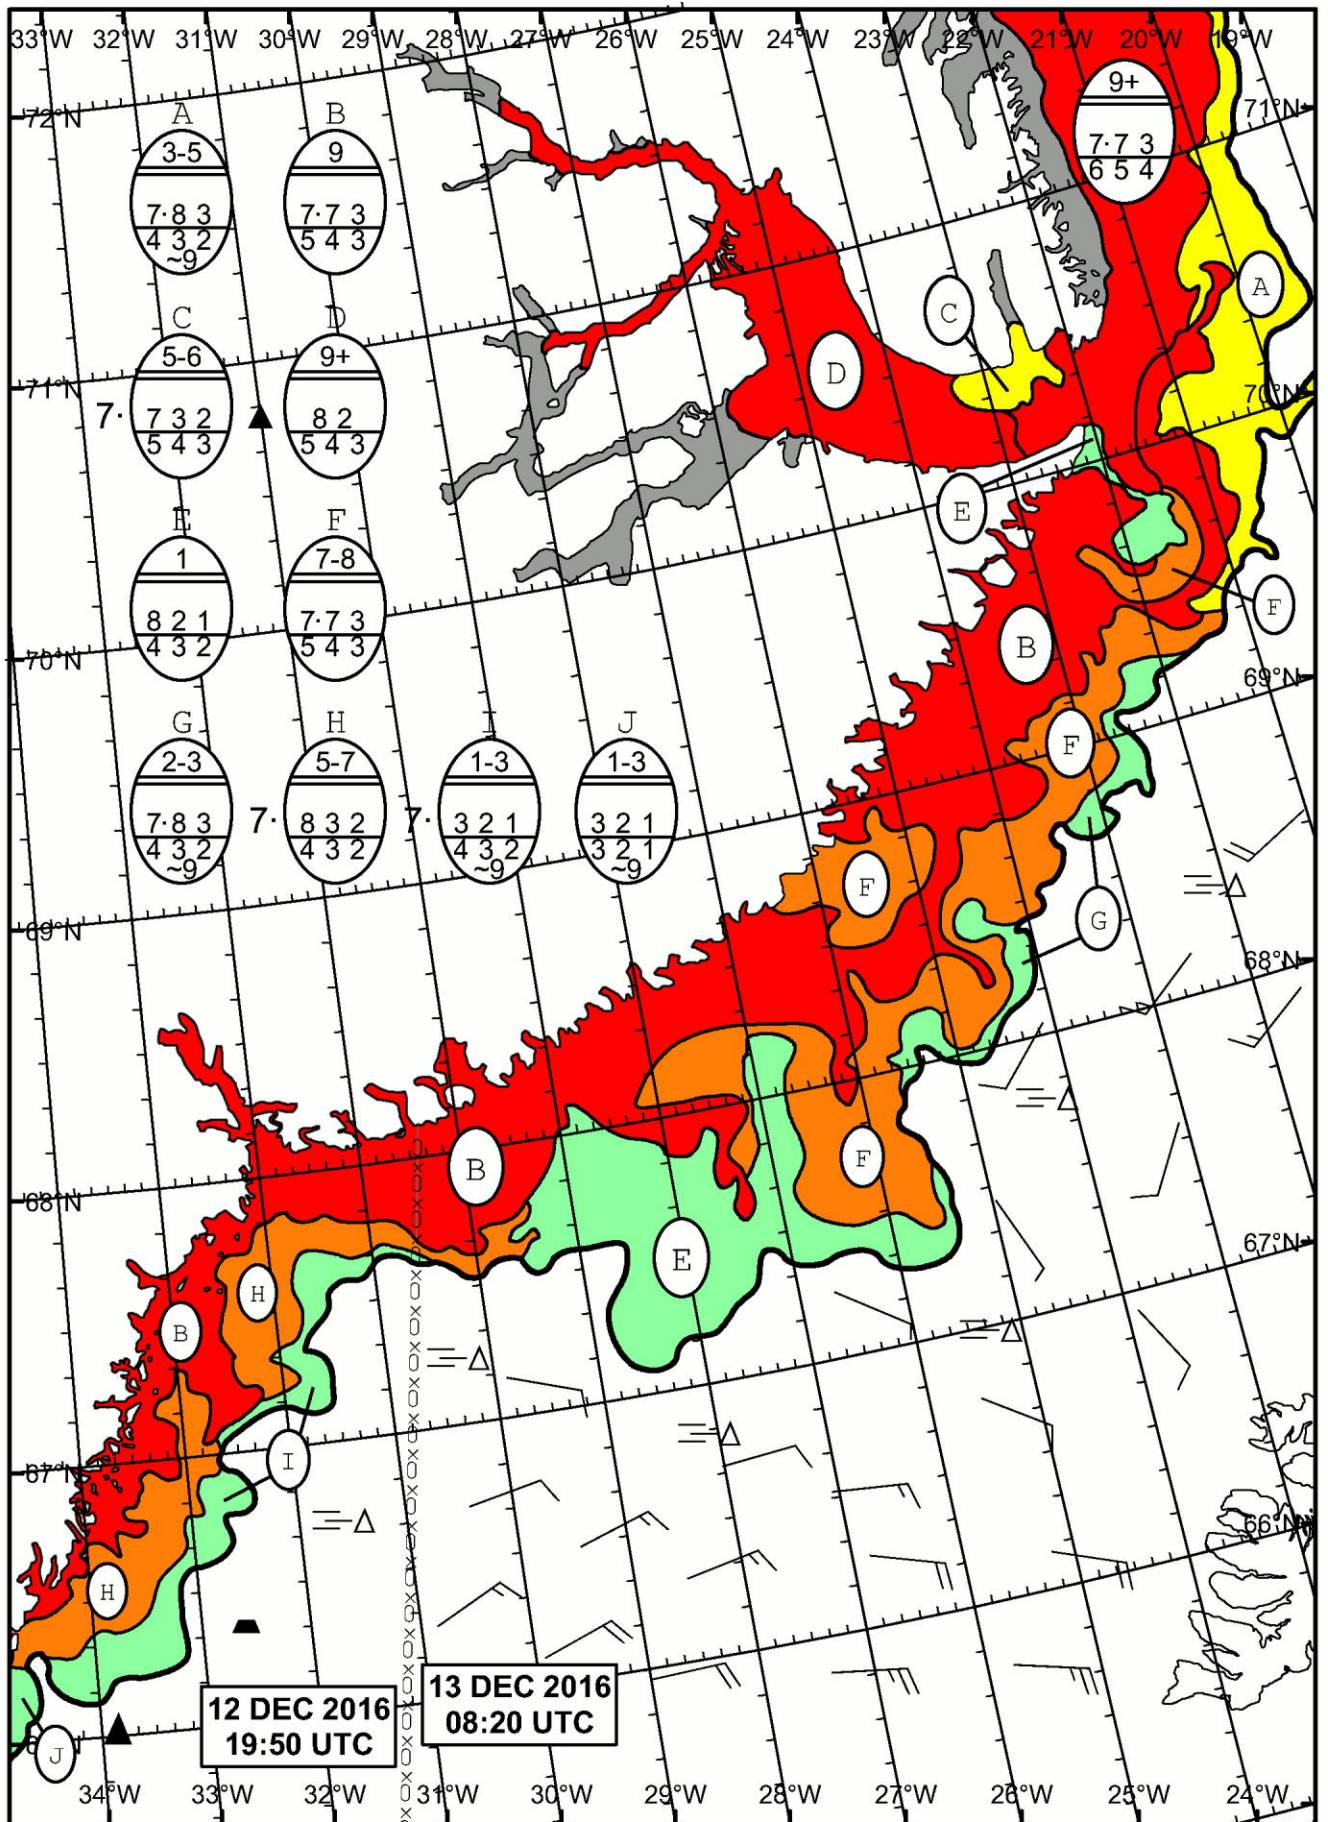 33°W 32°W 31°W 30°W 29°W 28°W 27°W 26°W 25°W 24°W 23°W 22°W 21°W 20°W 19°W
72°N
71°N
A
3-5
7·8 3
4 3 2
~9
B
9
7·7 3
5 4 3
9+
7·7 3
6 5 4
A
C
D
71°N
C
5-6
7·
7 3 2
5 4 3
D
9+
8 2
5 4 3
70°N
E
F
E
1
8 2 1
4 3 2
F
7-8
7·7 3
5 4 3
70°N
B
69°N
F
G
2-3
7·8 3
4 3 2
~9
H
5-7
7·
8 3 2
4 3 2
I
1-3
7·
3 2 1
4 3 2
~9
J
1-3
3 2 1
3 2 1
~9
F
G
69°N
68°N
B
F
68°N
E
67°N
H
B
I
67°N
66°N
H
J
12 DEC 2016
19:50 UTC
13 DEC 2016
08:20 UTC
34°W 33°W 32°W 31°W 30°W 29°W 28°W 27°W 26°W 25°W 24°W